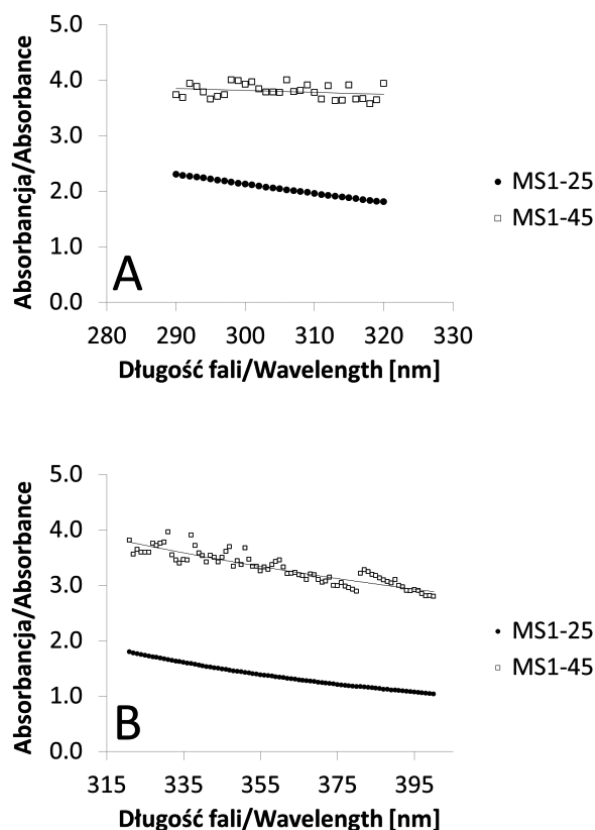 5.0
4.0
3.0
2.0
1.0
0.0
Absorbancja/Absorbance
A
280 290 300 310 320 330
Długość fali/Wavelength [nm]
MS1-25
MS1-45
5.0
4.0
3.0
2.0
1.0
0.0
Absorbancja/Absorbance
B
315 335 355 375 395
Długość fali/Wavelength [nm]
MS1-25
MS1-45